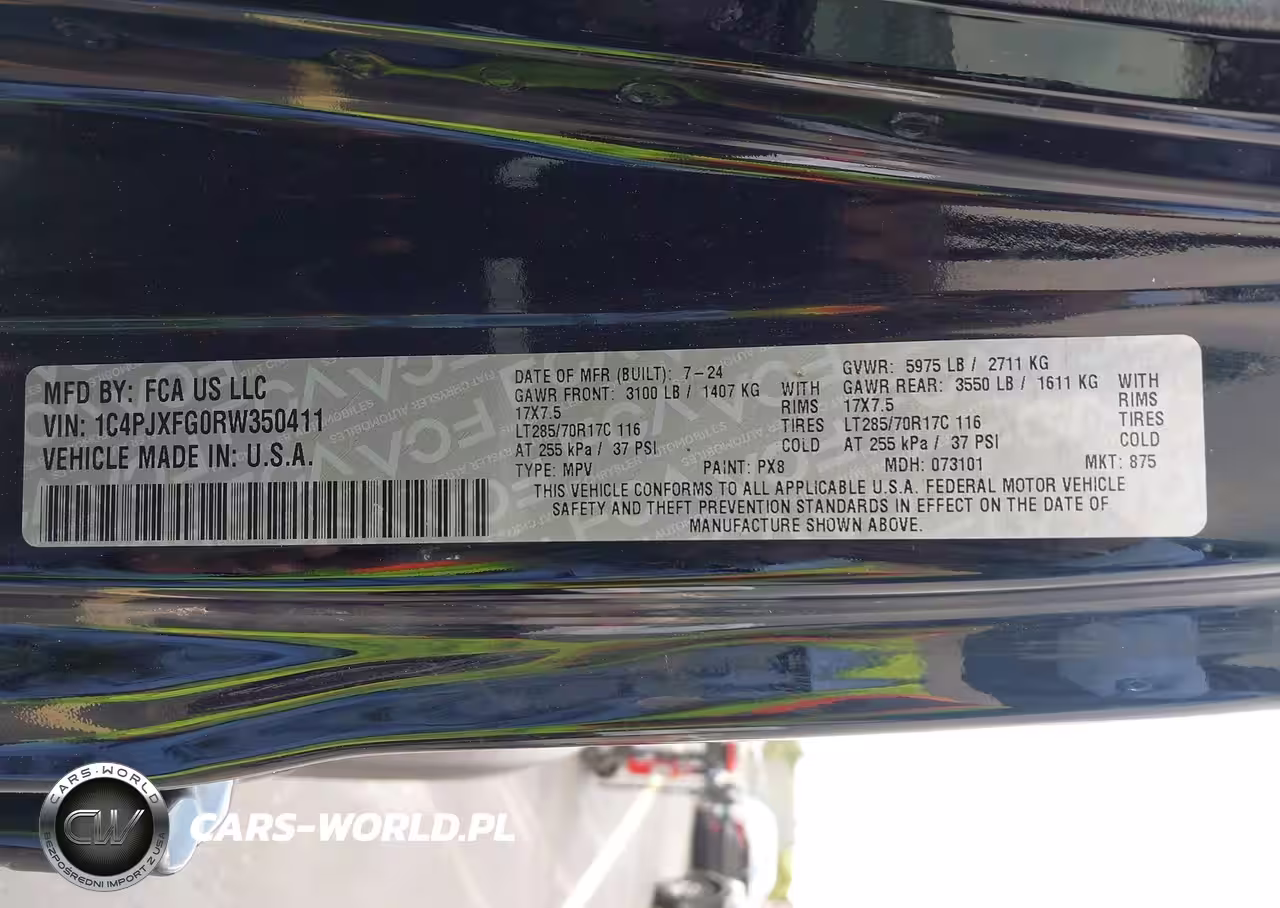 MFD BY: FCA US LLC
VIN: 1C4PJXFG0RW350411
VEHICLE MADE IN: U.S.A.
DATE OF MFR (BUILT): 7-24
GAWR FRONT: 3100 LB / 1407 KG WITH
17X7.5 RIMS
LT285/70R17C 116 TIRES
AT 255 kPa / 37 PSI COLD
GVWR: 5975 LB / 2711 KG
GAWR REAR: 3550 LB / 1611 KG WITH
17X7.5 RIMS
LT285/70R17C 116 TIRES
AT 255 kPa / 37 PSI COLD
TYPE: MPV PAINT: PX8 MDH: 073101 MKT: 875
THIS VEHICLE CONFORMS TO ALL APPLICABLE U.S.A. FEDERAL MOTOR VEHICLE
SAFETY AND THEFT PREVENTION STANDARDS IN EFFECT ON THE DATE OF
MANUFACTURE SHOWN ABOVE.
CARS-WORLD
CW
BEZPOŚREDNI IMPORT Z USA
CARS-WORLD.PL